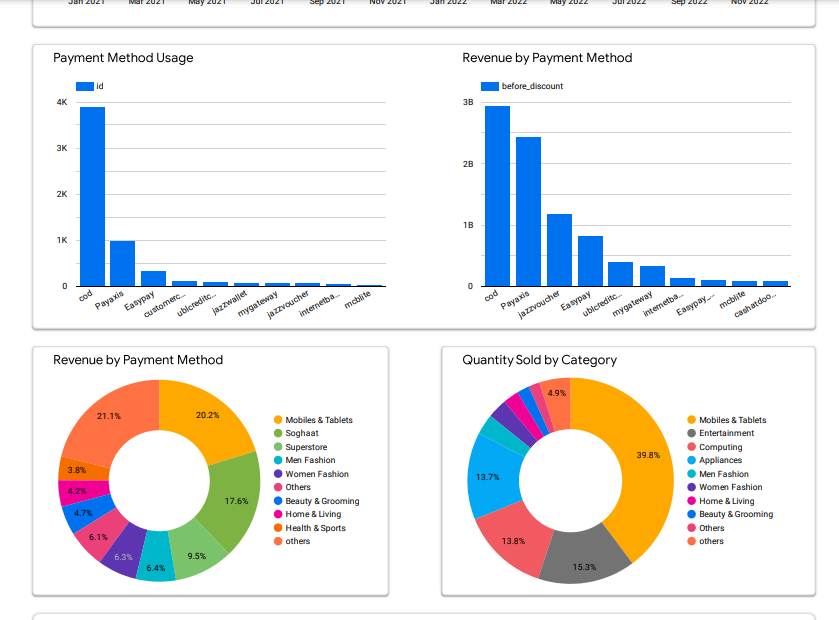 Jan 2021 Mar 2021 May 2021 Jul 2021 Sep 2021 Nov 2021 Jan 2022 Mar 2022 May 2022 Jul 2022 Sep 2022 Nov 2022
Payment Method Usage
id
4K
3K
2K
1K
0
cod Payaxis Easypay customerc... ublcreditc... jazzwallet mygateway jazzvoucher internetba... mcblite
Revenue by Payment Method
before_discount
3B
2B
1B
0
cod Payaxis jazzvoucher Easypay ublcreditc... mygateway internetba... Easypay_... mcblite cashatdoo...
Revenue by Payment Method
20.2%
17.6%
9.5%
6.4%
6.3%
6.1%
4.7%
4.2%
3.8%
21.1%
Mobiles & Tablets
Soghaat
Superstore
Men Fashion
Women Fashion
Others
Beauty & Grooming
Home & Living
Health & Sports
others
Quantity Sold by Category
39.8%
15.3%
13.8%
13.7%
4.9%
Mobiles & Tablets
Entertainment
Computing
Appliances
Men Fashion
Women Fashion
Home & Living
Beauty & Grooming
Others
others